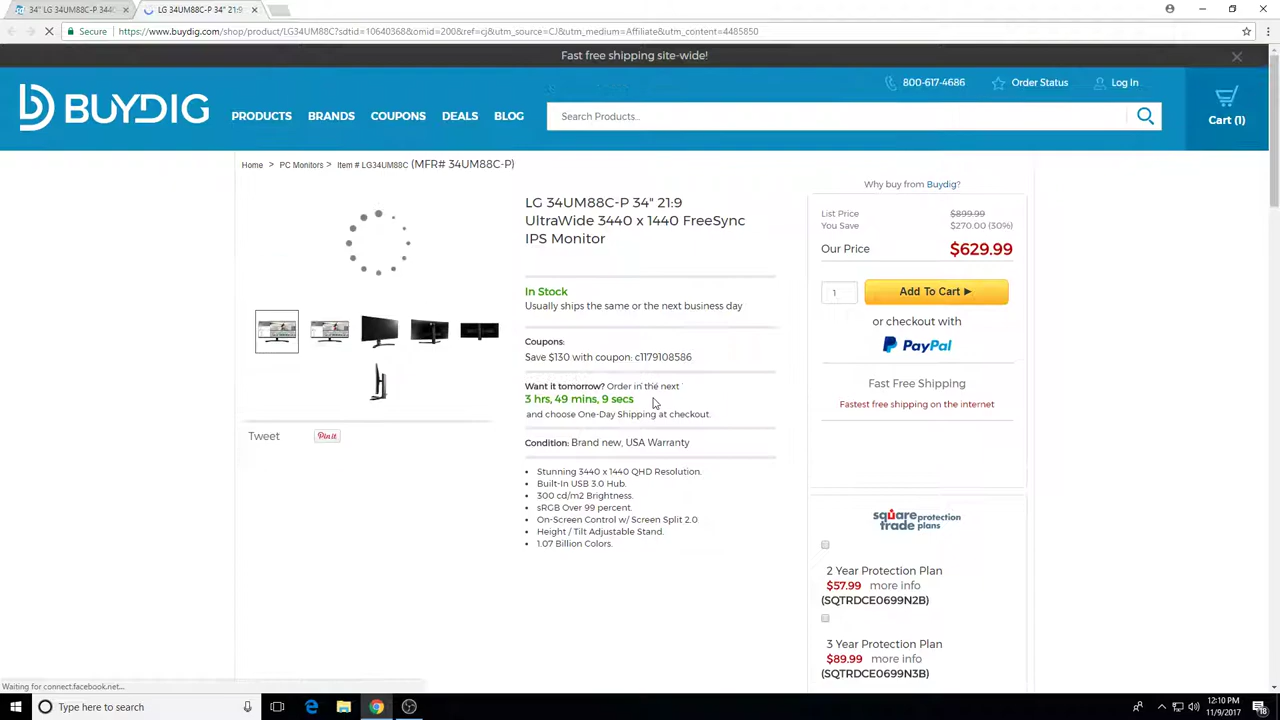 34" LG 34UM88C-P 3440
LG 34UM88C-P 34" 21:9
Secure
https://www.buydig.com/shop/product/LG34UM88C?sdtid=10640368&omid=200&ref=cj&utm_source=CJ&utm_medium=Affiliate&utm_content=4485850
Fast free shipping site-wide!
BUYDIG
PRODUCTS
BRANDS
COUPONS
DEALS
BLOG
Search Products...
800-617-4686
Order Status
Log In
Cart (1)
Home > PC Monitors > Item # LG34UM88C (MFR# 34UM88C-P)
LG 34UM88C-P 34" 21:9
UltraWide 3440 x 1440 FreeSync
IPS Monitor
In Stock
Usually ships the same or the next business day
Coupons:
Save $130 with coupon: c1179108586
Want it tomorrow? Order in the next
3 hrs, 49 mins, 9 secs
and choose One-Day Shipping at checkout.
Condition: Brand new, USA Warranty
• Stunning 3440 x 1440 QHD Resolution.
• Built-In USB 3.0 Hub.
• 300 cd/m2 Brightness.
• sRGB Over 99 percent.
• On-Screen Control w/ Screen Split 2.0
• Height / Tilt Adjustable Stand.
• 1.07 Billion Colors.
Tweet
Pin it
Why buy from Buydig?
List Price $899.99
You Save $270.00 (30%)
Our Price $629.99
1
Add To Cart ►
or checkout with
PayPal
Fast Free Shipping
Fastest free shipping on the internet
square trade protection plans
2 Year Protection Plan
$57.99 more info
(SQTRDCE0699N2B)
3 Year Protection Plan
$89.99 more info
(SQTRDCE0699N3B)
Waiting for connect.facebook.net...
Type here to search
12:10 PM
11/9/2017
18